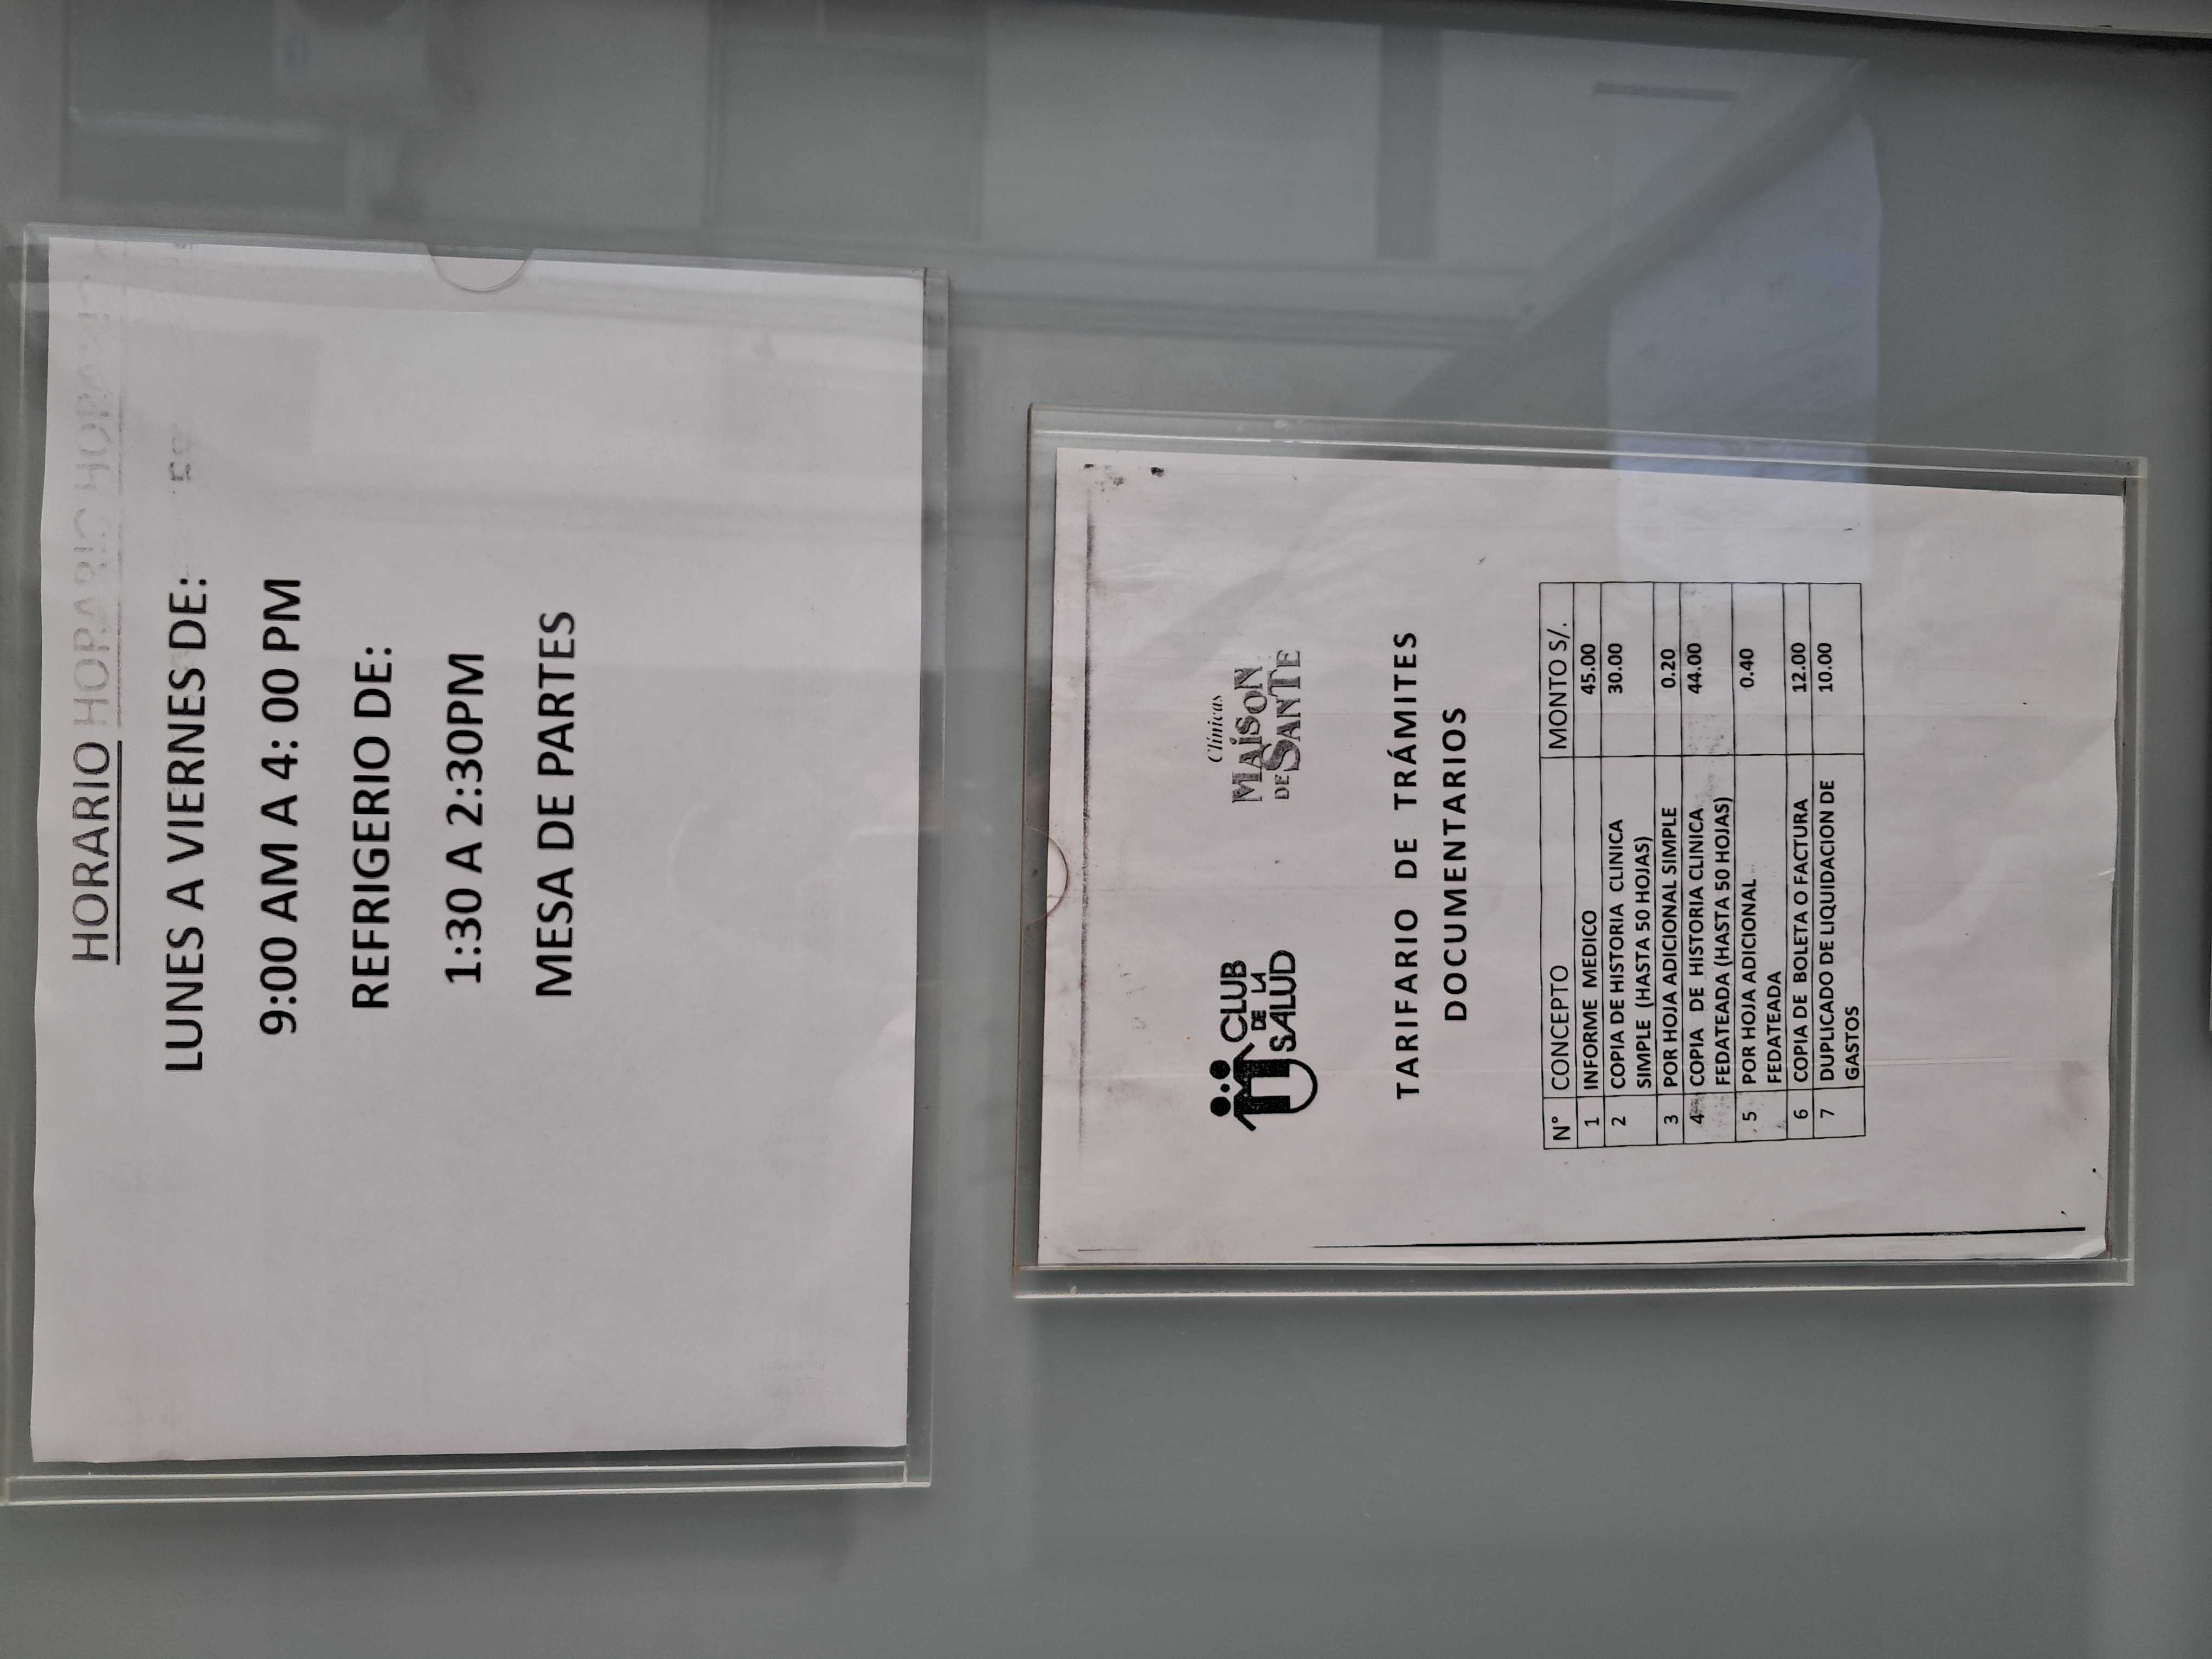 HORARIO
LUNES A VIERNES DE:
9:00 AM A 4: 00 PM
REFRIGERIO DE:
1:30 A 2:30PM
MESA DE PARTES
CLUB
DE LA
SALUD
Clínicas
MAISON
DE SANTE
TARIFARIO DE TRÁMITES
DOCUMENTARIOS
N° CONCEPTO MONTO S/.
1 INFORME MEDICO 45.00
2 COPIA DE HISTORIA CLINICA 30.00
SIMPLE (HASTA 50 HOJAS)
3 POR HOJA ADICIONAL SIMPLE 0.20
4 COPIA DE HISTORIA CLINICA 44.00
FEDATEADA (HASTA 50 HOJAS)
5 POR HOJA ADICIONAL 0.40
FEDATEADA
6 COPIA DE BOLETA O FACTURA 12.00
7 DUPLICADO DE LIQUIDACION DE 10.00
GASTOS